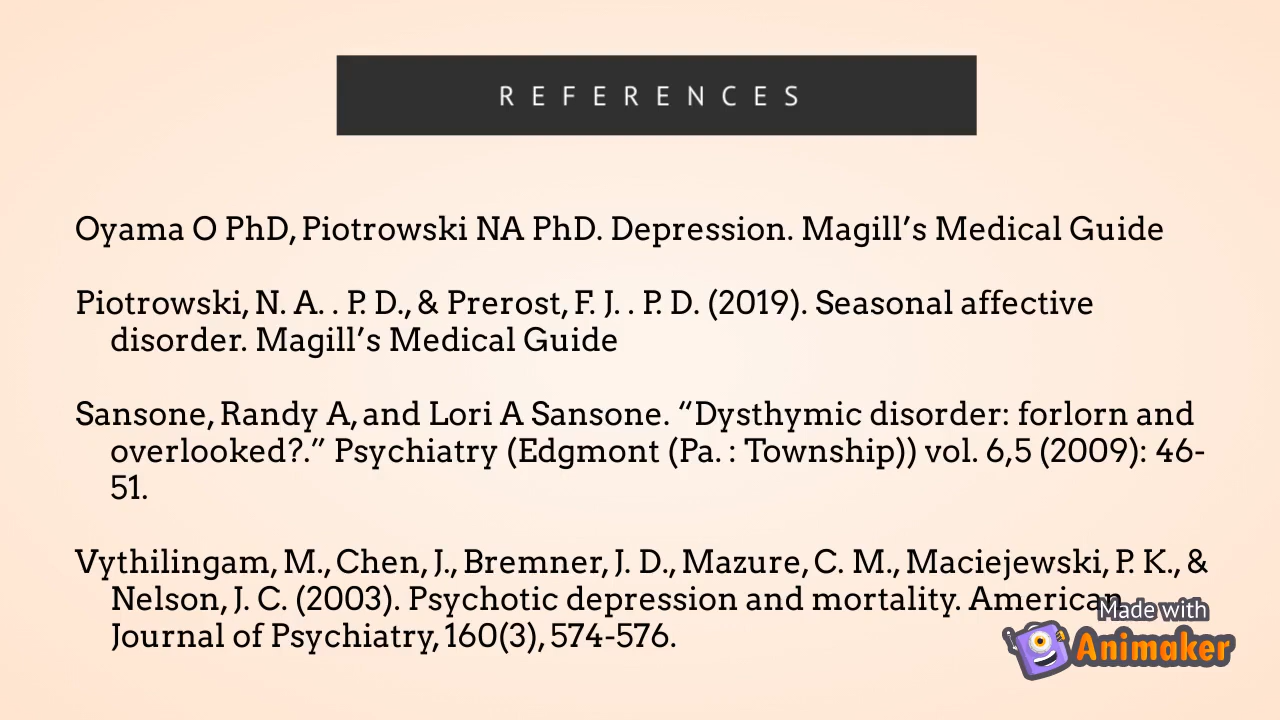 REFERENCES
Oyama O PhD, Piotrowski NA PhD. Depression. Magill’s Medical Guide
Piotrowski, N. A. . P. D., & Prerost, F. J. . P. D. (2019). Seasonal affective
disorder. Magill’s Medical Guide
Sansone, Randy A, and Lori A Sansone. “Dysthymic disorder: forlorn and
overlooked?.” Psychiatry (Edgmont (Pa. : Township)) vol. 6,5 (2009): 46-
51.
Vythilingam, M., Chen, J., Bremner, J. D., Mazure, C. M., Maciejewski, P. K., &
Nelson, J. C. (2003). Psychotic depression and mortality. American
Journal of Psychiatry, 160(3), 574-576.
Made with
Animaker